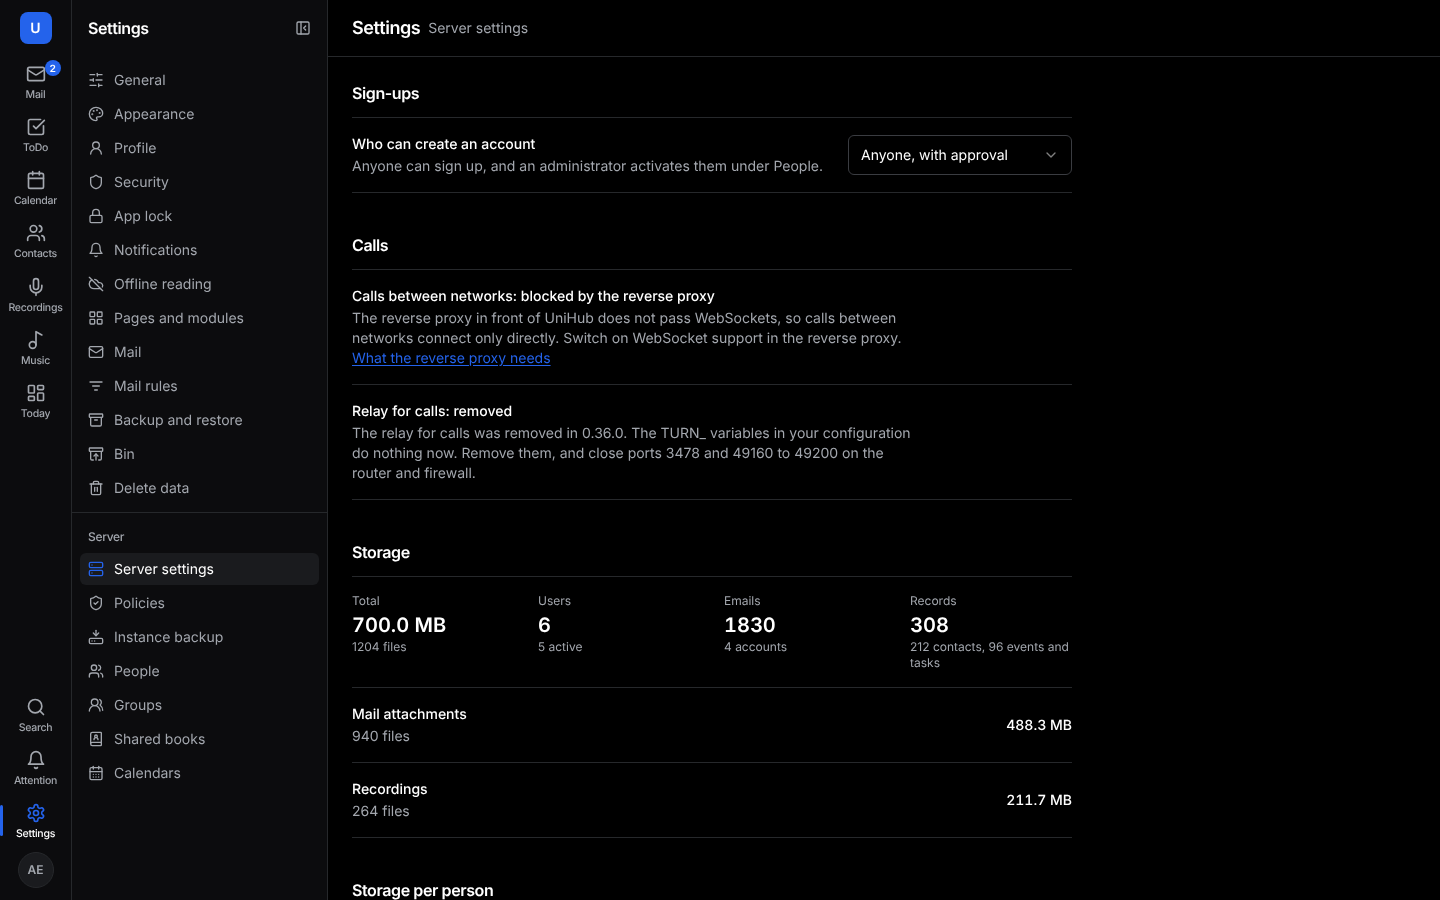 U
Settings
Settings Server settings
2
Mail
ToDo
Calendar
Contacts
Recordings
Music
Today
Search
Attention
Settings
AE
General
Appearance
Profile
Security
App lock
Notifications
Offline reading
Pages and modules
Mail
Mail rules
Backup and restore
Bin
Delete data
Server
Server settings
Policies
Instance backup
People
Groups
Shared books
Calendars
Sign-ups
Who can create an account
Anyone can sign up, and an administrator activates them under People.
Anyone, with approval
Calls
Calls between networks: blocked by the reverse proxy
The reverse proxy in front of UniHub does not pass WebSockets, so calls between
networks connect only directly. Switch on WebSocket support in the reverse proxy.
What the reverse proxy needs
Relay for calls: removed
The relay for calls was removed in 0.36.0. The TURN_ variables in your configuration
do nothing now. Remove them, and close ports 3478 and 49160 to 49200 on the
router and firewall.
Storage
Total
700.0 MB
1204 files
Users
6
5 active
Emails
1830
4 accounts
Records
308
212 contacts, 96 events and
tasks
Mail attachments
940 files
488.3 MB
Recordings
264 files
211.7 MB
Storage per person